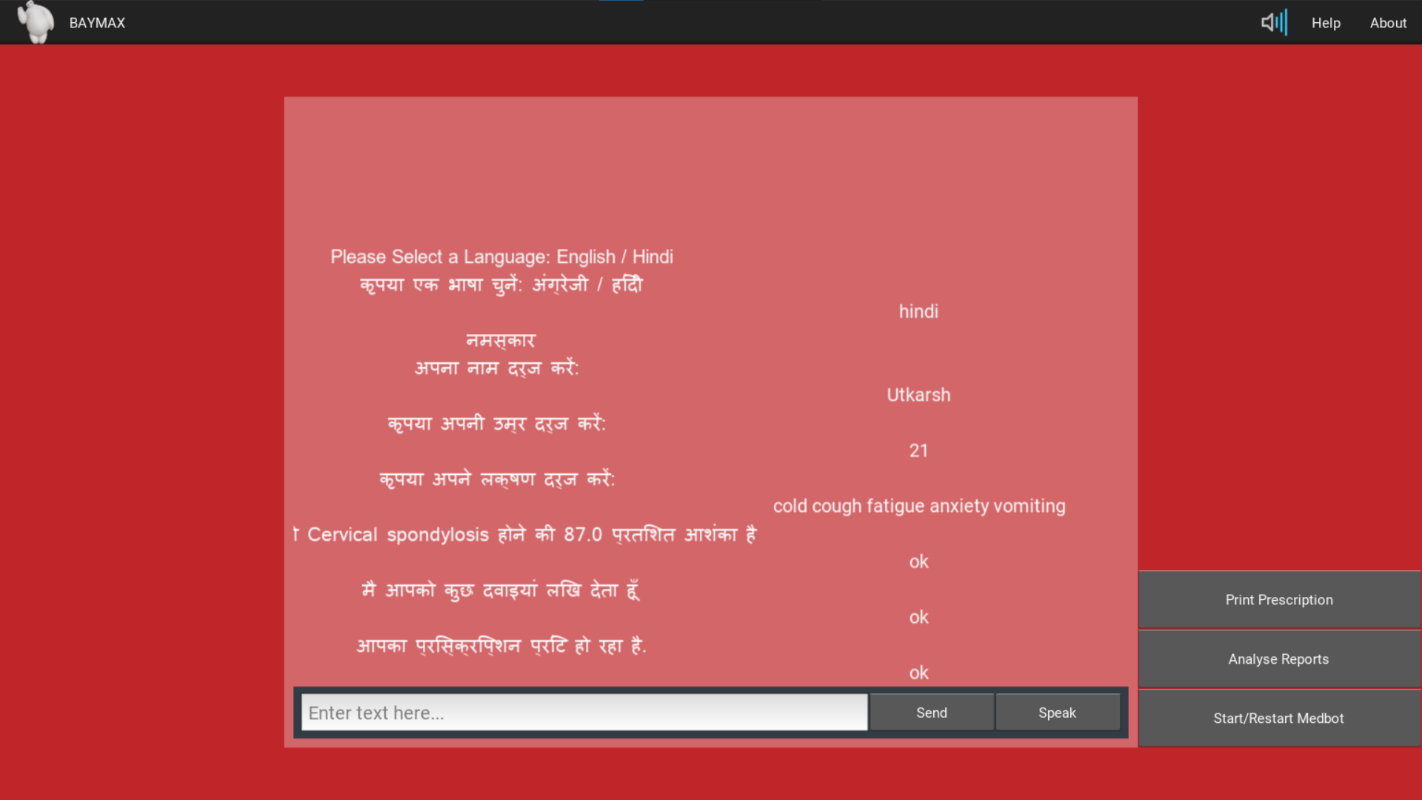 BAYMAX
Help
About
Please Select a Language: English / Hindi
कृपया एक भाषा चुनें: अंग्रेजी / हिंदी
hindi
नमस्कार
अपना नाम दर्ज करें:
Utkarsh
कृपया अपनी उम्र दर्ज करें:
21
कृपया अपने लक्षण दर्ज करें:
cold cough fatigue anxiety vomiting
Cervical spondylosis होने की 87.0 प्रतिशत आशंका है
ok
मै आपको कुछ दवाइयां लिख देता हूँ
ok
आपका प्रिस्क्रिप्शन प्रिंट हो रहा है.
ok
Enter text here...
Send
Speak
Print Prescription
Analyse Reports
Start/Restart Medbot